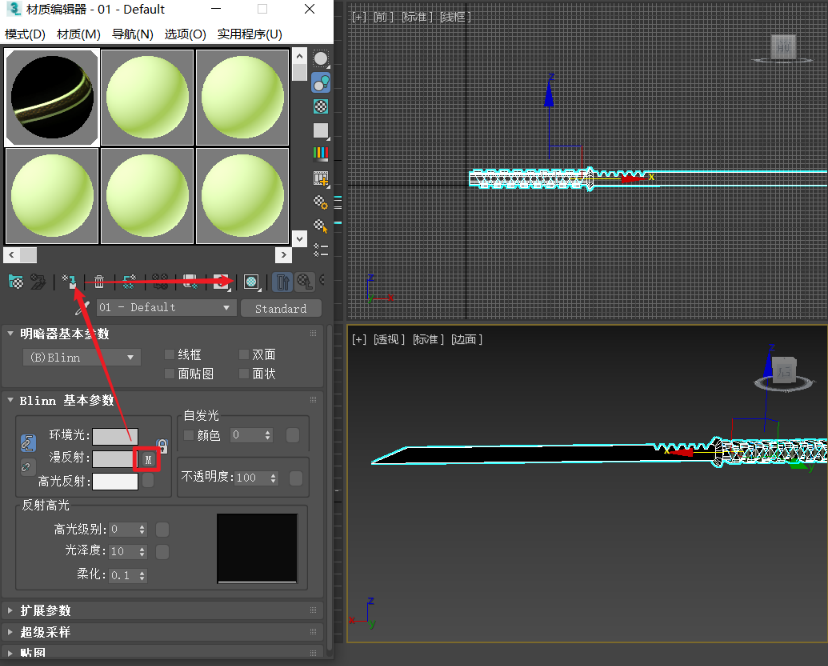 材质编辑器 - 01 - Default
模式(D) 材质(M) 导航(N) 选项(O) 实用程序(U)
01 - Default
Standard
明暗器基本参数
(B)Blinn
线框
双面
面贴图
面状
Blinn 基本参数
环境光:
漫反射:
M
高光反射:
自发光
颜色
0
不透明度:
100
反射高光
高光级别:
0
光泽度:
10
柔化:
0.1
扩展参数
超级采样
贴图
[+] [前] [标准] [线框]
z
x
z
x
[+] [透视] [标准] [边面]
z
x
y
z
x
y